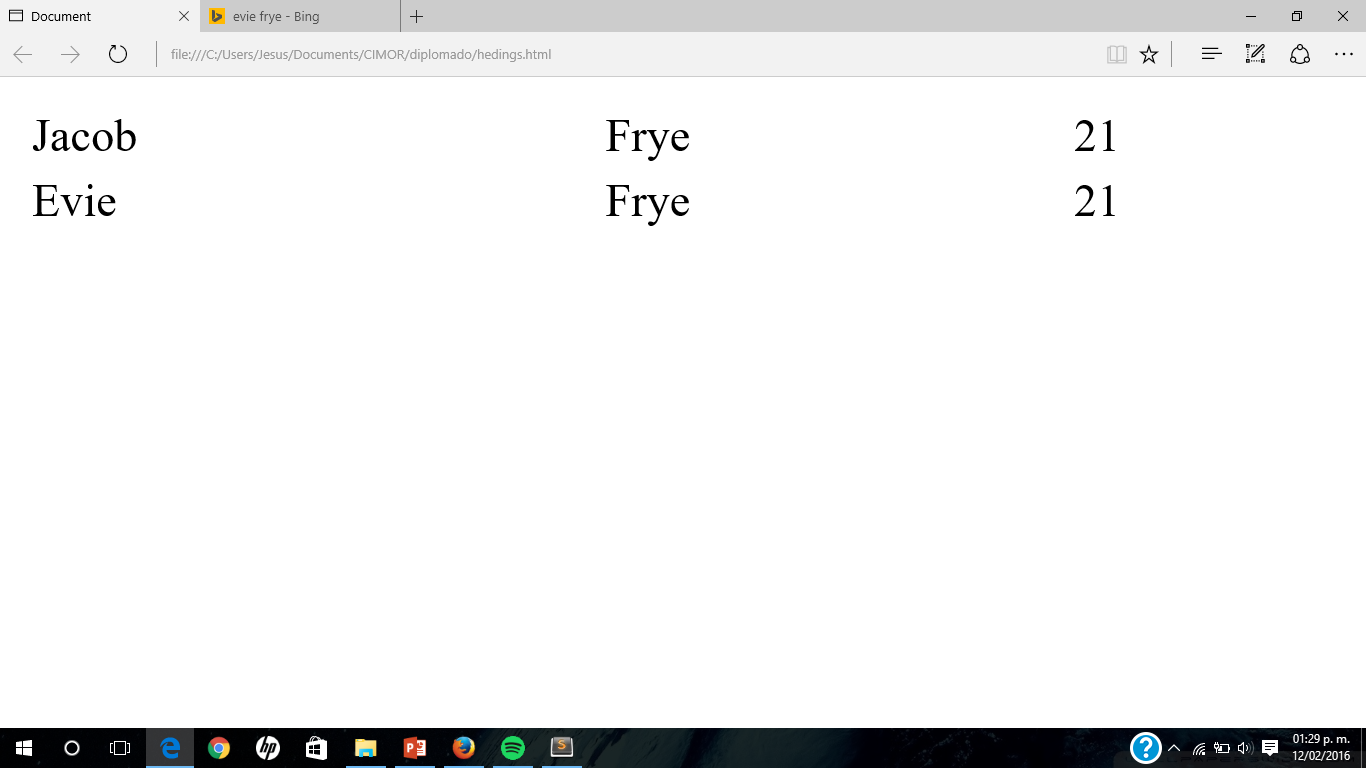 Document
evie frye - Bing
file:///C:/Users/Jesus/Documents/CIMOR/diplomado/hedings.html
Jacob Frye 21
Evie Frye 21
01:29 p. m.
12/02/2016